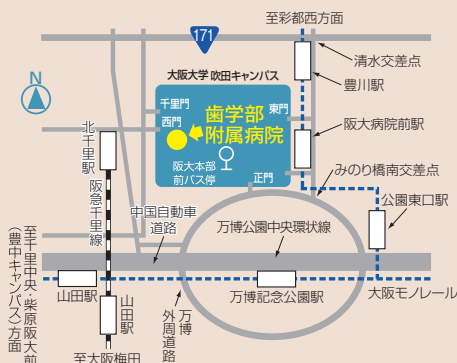 至彩都西方面
171
清水交差点
大阪大学 吹田キャンパス
豊川駅
N
千里門
東門
歯学部
附属病院
西門
阪大病院前駅
北千里駅
阪大本部
前バス停
正門
みのり橋南交差点
阪急千里線
公園東口駅
中国自動車
道路
万博公園中央環状線
至千里中央・柴原阪大前
（豊中キャンパス）方面
山田駅
山田駅
万博記念公園駅
大阪モノレール
万博
外周道路
至大阪梅田